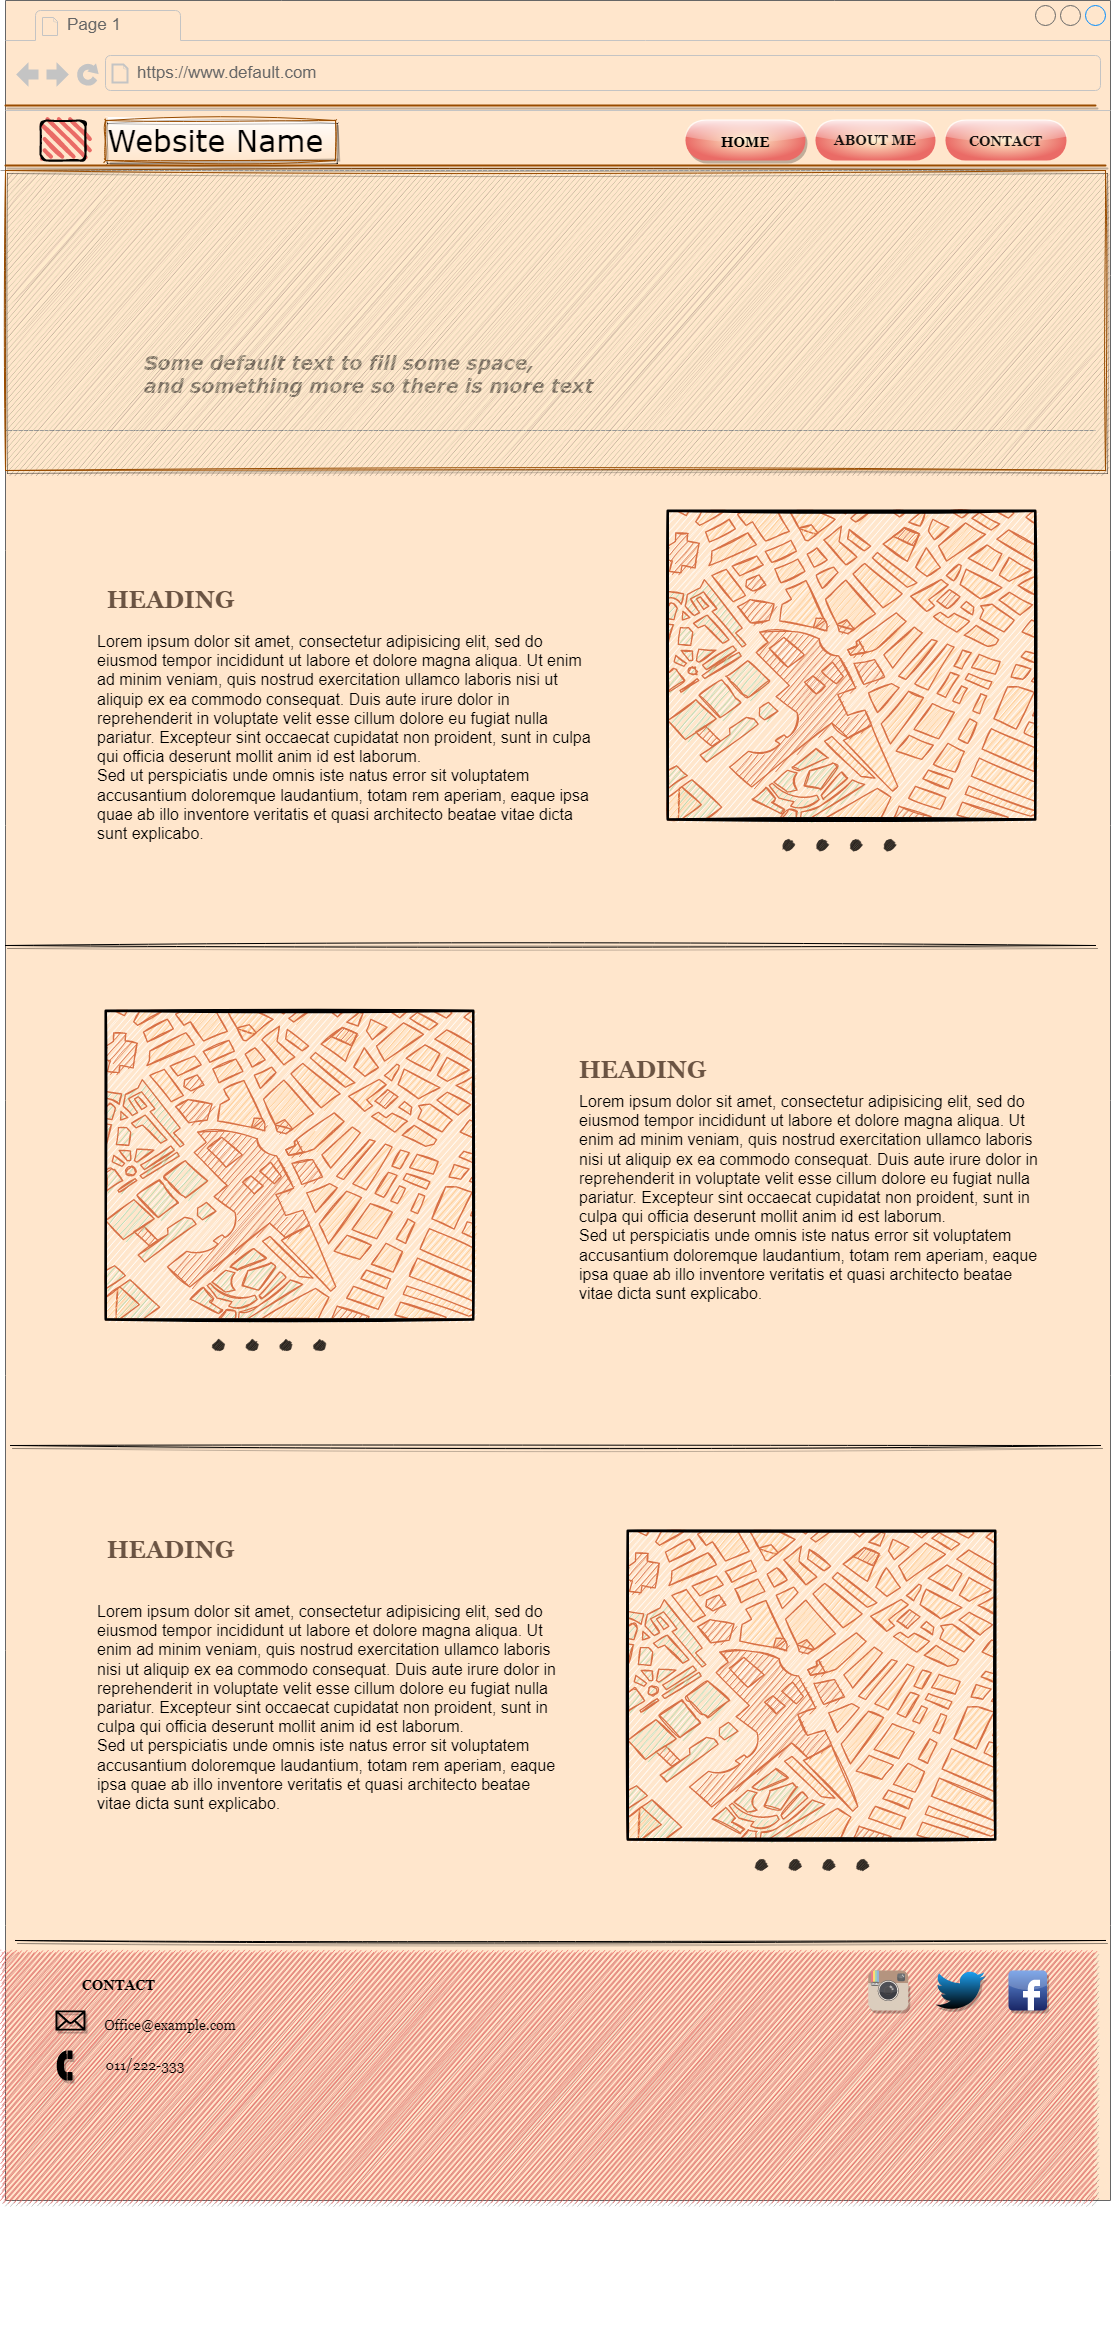 Page 1
https://www.default.com
Website Name
HOME
ABOUT ME
CONTACT
Some default text to fill some space,
and something more so there is more text
HEADING
Lorem ipsum dolor sit amet, consectetur adipisicing elit, sed do
eiusmod tempor incididunt ut labore et dolore magna aliqua. Ut enim
ad minim veniam, quis nostrud exercitation ullamco laboris nisi ut
aliquip ex ea commodo consequat. Duis aute irure dolor in
reprehenderit in voluptate velit esse cillum dolore eu fugiat nulla
pariatur. Excepteur sint occaecat cupidatat non proident, sunt in culpa
qui officia deserunt mollit anim id est laborum.
Sed ut perspiciatis unde omnis iste natus error sit voluptatem
accusantium doloremque laudantium, totam rem aperiam, eaque ipsa
quae ab illo inventore veritatis et quasi architecto beatae vitae dicta
sunt explicabo.
HEADING
Lorem ipsum dolor sit amet, consectetur adipisicing elit, sed do
eiusmod tempor incididunt ut labore et dolore magna aliqua. Ut
enim ad minim veniam, quis nostrud exercitation ullamco laboris
nisi ut aliquip ex ea commodo consequat. Duis aute irure dolor in
reprehenderit in voluptate velit esse cillum dolore eu fugiat nulla
pariatur. Excepteur sint occaecat cupidatat non proident, sunt in
culpa qui officia deserunt mollit anim id est laborum.
Sed ut perspiciatis unde omnis iste natus error sit voluptatem
accusantium doloremque laudantium, totam rem aperiam, eaque
ipsa quae ab illo inventore veritatis et quasi architecto beatae
vitae dicta sunt explicabo.
HEADING
Lorem ipsum dolor sit amet, consectetur adipisicing elit, sed do
eiusmod tempor incididunt ut labore et dolore magna aliqua. Ut
enim ad minim veniam, quis nostrud exercitation ullamco laboris
nisi ut aliquip ex ea commodo consequat. Duis aute irure dolor in
reprehenderit in voluptate velit esse cillum dolore eu fugiat nulla
pariatur. Excepteur sint occaecat cupidatat non proident, sunt in
culpa qui officia deserunt mollit anim id est laborum.
Sed ut perspiciatis unde omnis iste natus error sit voluptatem
accusantium doloremque laudantium, totam rem aperiam, eaque
ipsa quae ab illo inventore veritatis et quasi architecto beatae
vitae dicta sunt explicabo.
CONTACT
Office@example.com
011/222-333